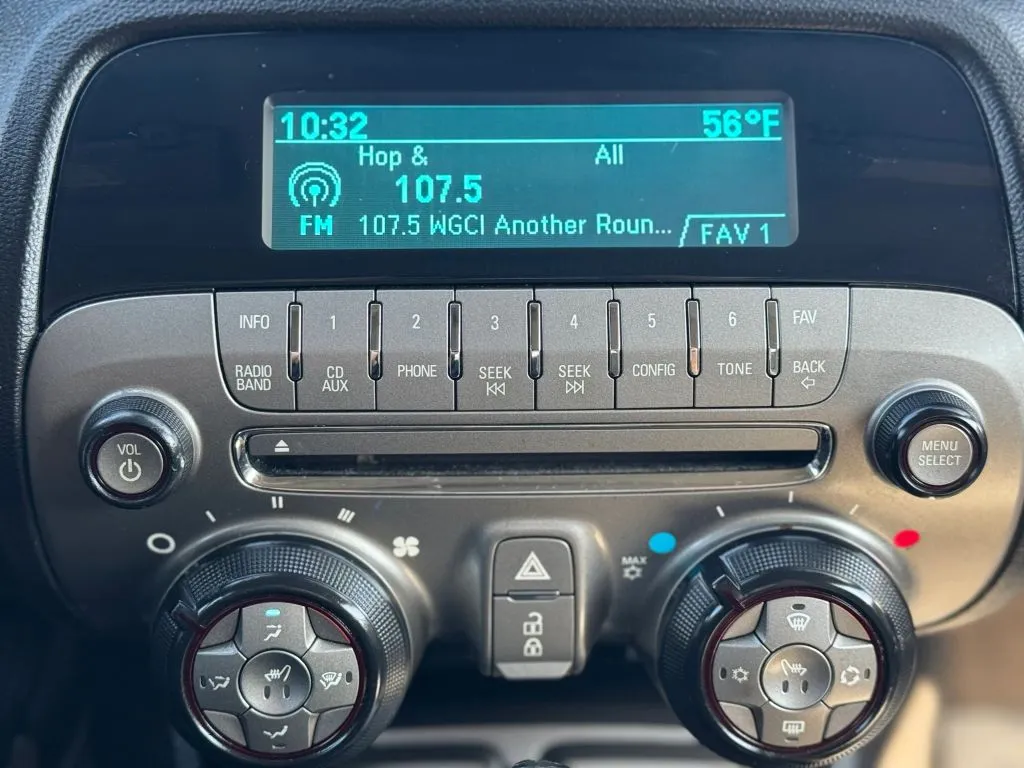 10:32 56°F
Hop & All
107.5
FM 107.5 WGCI Another Roun... FAV 1
INFO 1 2 3 4 5 6 FAV
RADIO BAND CD AUX PHONE SEEK SEEK CONFIG TONE BACK
VOL
MENU SELECT
MAX